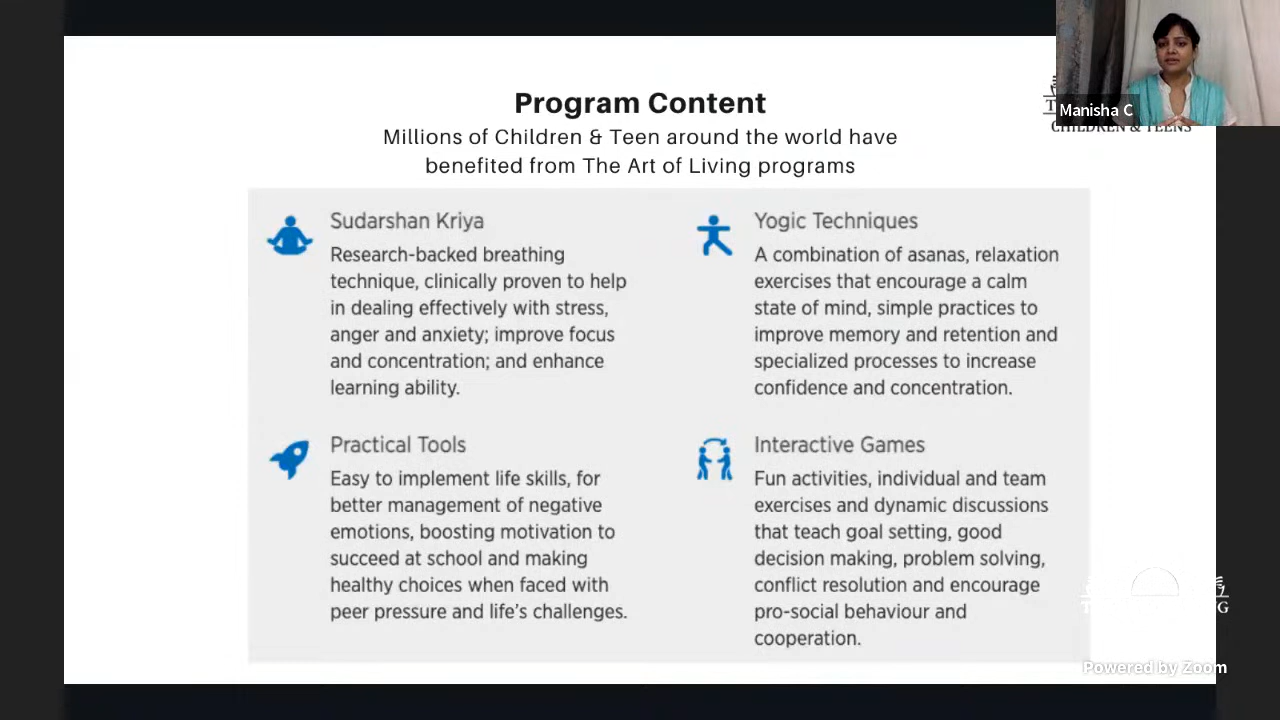 Program Content
Millions of Children & Teen around the world have
benefited from The Art of Living programs
Manisha C
CHILDREN & TEENS
Sudarshan Kriya
Research-backed breathing
technique, clinically proven to help
in dealing effectively with stress,
anger and anxiety; improve focus
and concentration; and enhance
learning ability.
Yogic Techniques
A combination of asanas, relaxation
exercises that encourage a calm
state of mind, simple practices to
improve memory and retention and
specialized processes to increase
confidence and concentration.
Practical Tools
Easy to implement life skills, for
better management of negative
emotions, boosting motivation to
succeed at school and making
healthy choices when faced with
peer pressure and life's challenges.
Interactive Games
Fun activities, individual and team
exercises and dynamic discussions
that teach goal setting, good
decision making, problem solving,
conflict resolution and encourage
pro-social behaviour and
cooperation.
Powered by Zoom